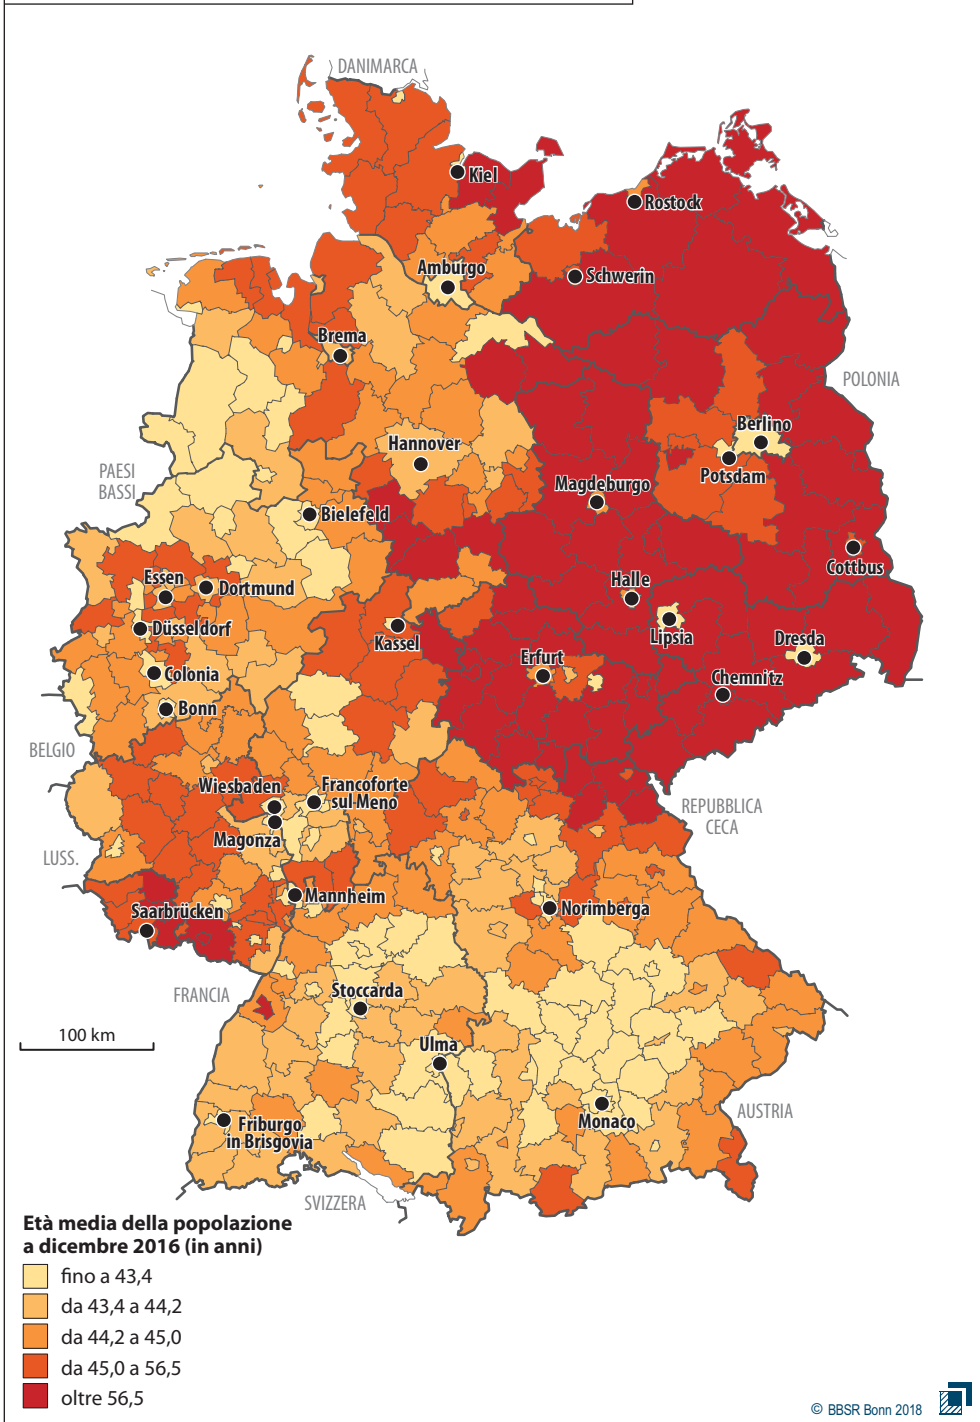 DANIMARCA
Kiel
Rostock
Amburgo
Schwerin
Brema
POLONIA
Berlino
Hannover
PAESI
BASSI
Potsdam
Magdeburgo
Bielefeld
Cottbus
Essen
Dortmund
Halle
Düsseldorf
Lipsia
Kassel
Dresda
Erfurt
Colonia
Chemnitz
Bonn
BELGIO
Wiesbaden
Francoforte
sul Meno
REPUBBLICA
CECA
Magonza
LUSS.
Mannheim
Saarbrücken
Norimberga
FRANCIA
Stoccarda
100 km
Ulma
Monaco
AUSTRIA
Friburgo
in Brisgovia
SVIZZERA
Età media della popolazione
a dicembre 2016 (in anni)
fino a 43,4
da 43,4 a 44,2
da 44,2 a 45,0
da 45,0 a 56,5
oltre 56,5
© BBSR Bonn 2018